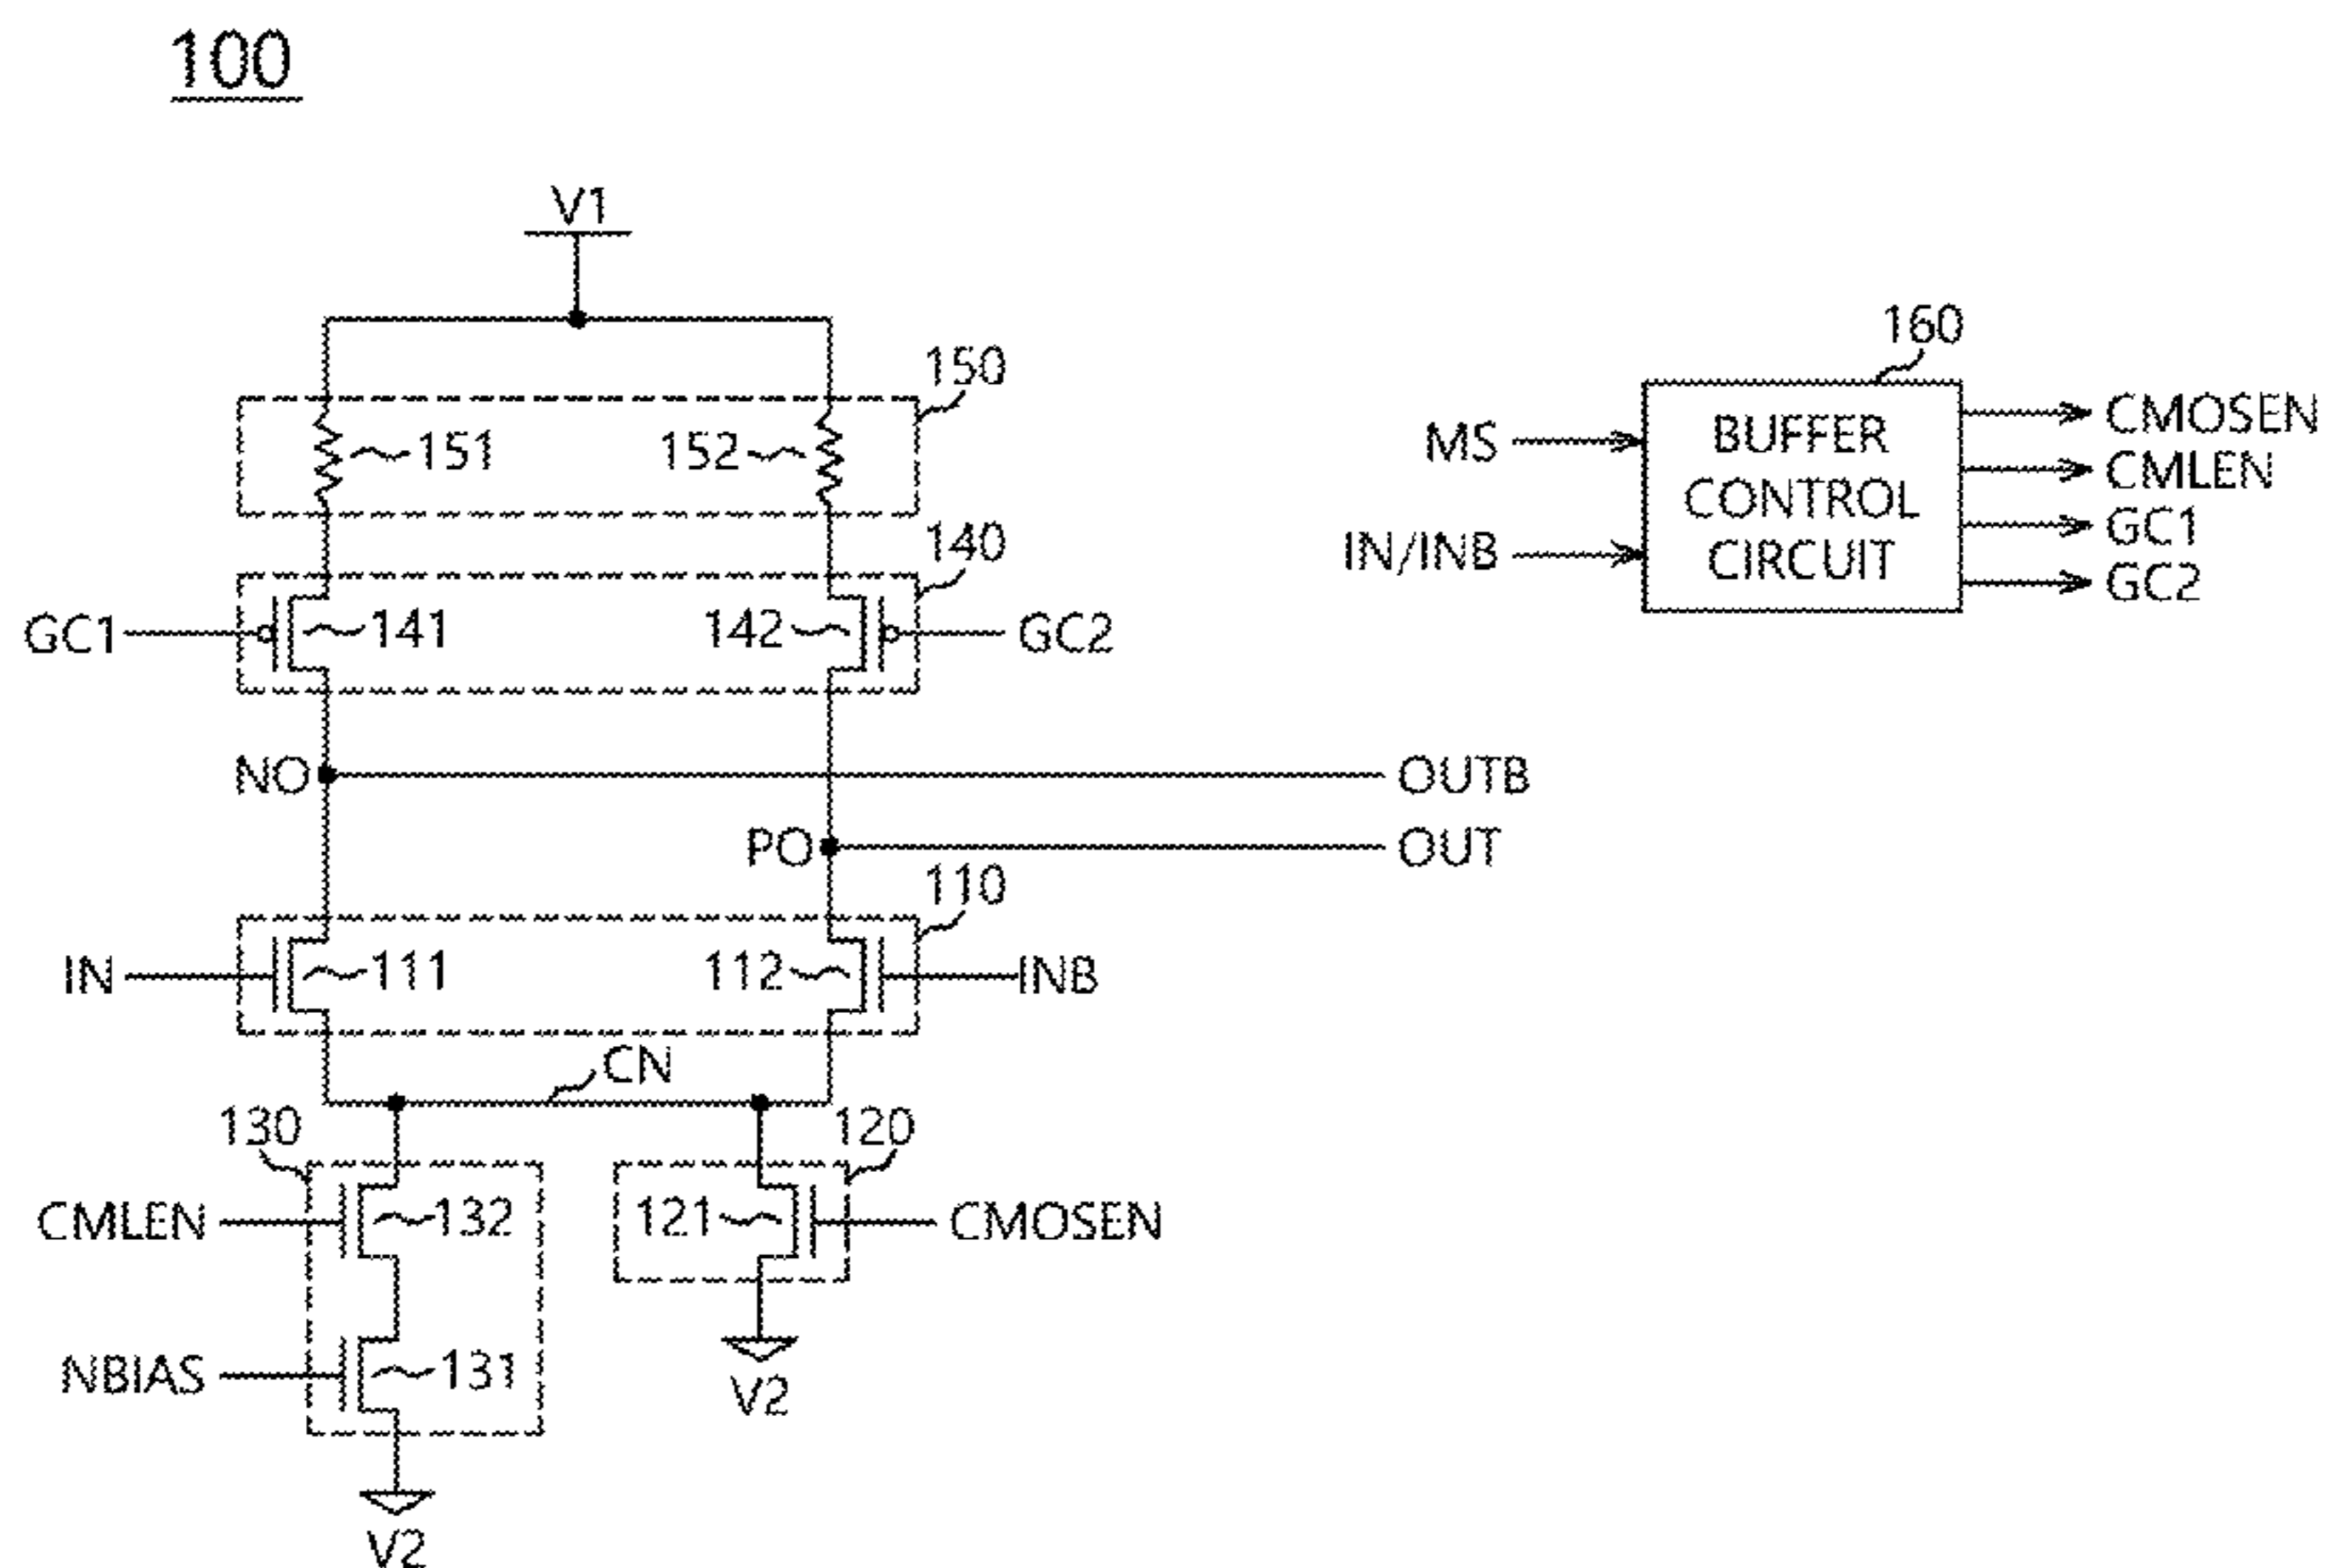 100
V1
160
150
151
152
MS
BUFFER
CONTROL
CIRCUIT
IN/INB
CMOSEN
CMLEN
GC1
GC2
140
GC1
141
142
GC2
NO
OUTB
PO
OUT
110
IN
111
112
INB
CN
130
120
CMLEN
132
121
CMOSEN
NBIAS
131
V2
V2